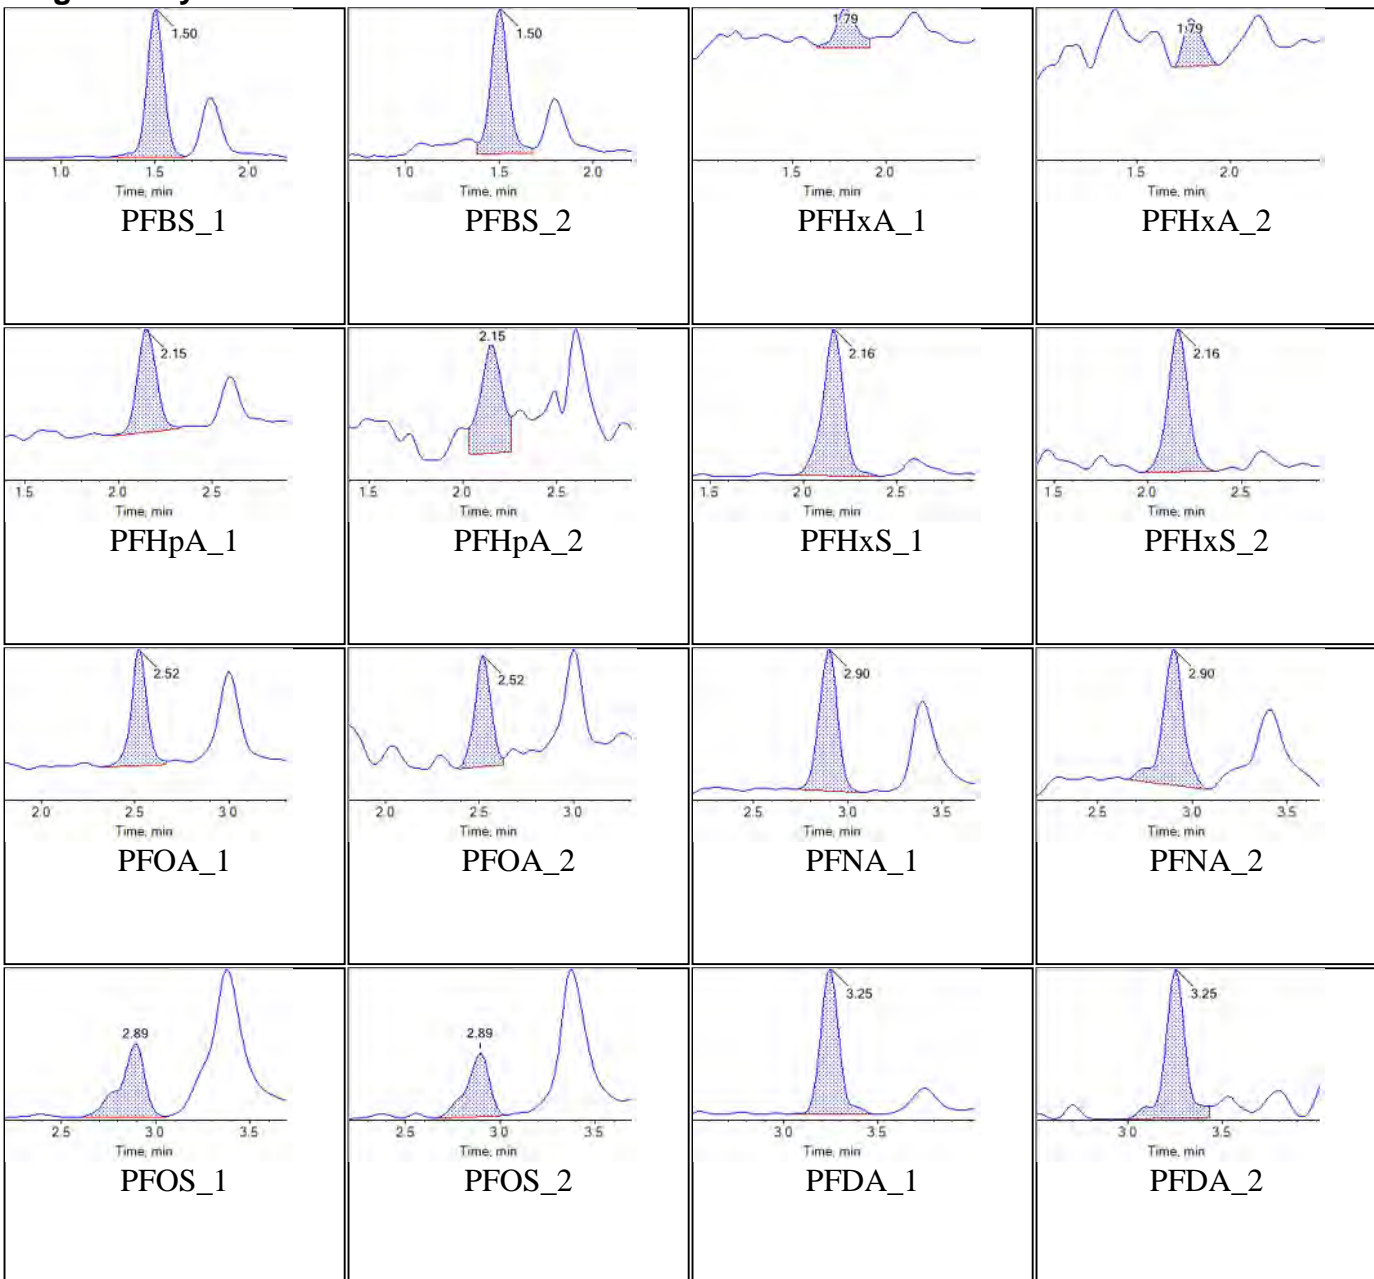 1.50 1.50 1.79 1.79
1.0 1.5 2.0 1.0 1.5 2.0 1.5 2.0 1.5 2.0
Time, min Time, min Time, min Time, min
PFBS_1 PFBS_2 PFHxA_1 PFHxA_2
2.15 2.15 2.16 2.16
1.5 2.0 2.5 1.5 2.0 2.5 1.5 2.0 2.5 1.5 2.0 2.5
Time, min Time, min Time, min Time, min
PFHpA_1 PFHpA_2 PFHxS_1 PFHxS_2
2.52 2.52 2.90 2.90
2.0 2.5 3.0 2.0 2.5 3.0 2.5 3.0 3.5 2.5 3.0 3.5
Time, min Time, min Time, min Time, min
PFOA_1 PFOA_2 PFNA_1 PFNA_2
2.89 2.89 3.25 3.25
2.5 3.0 3.5 2.5 3.0 3.5 3.0 3.5 3.0 3.5
Time, min Time, min Time, min Time, min
PFOS_1 PFOS_2 PFDA_1 PFDA_2